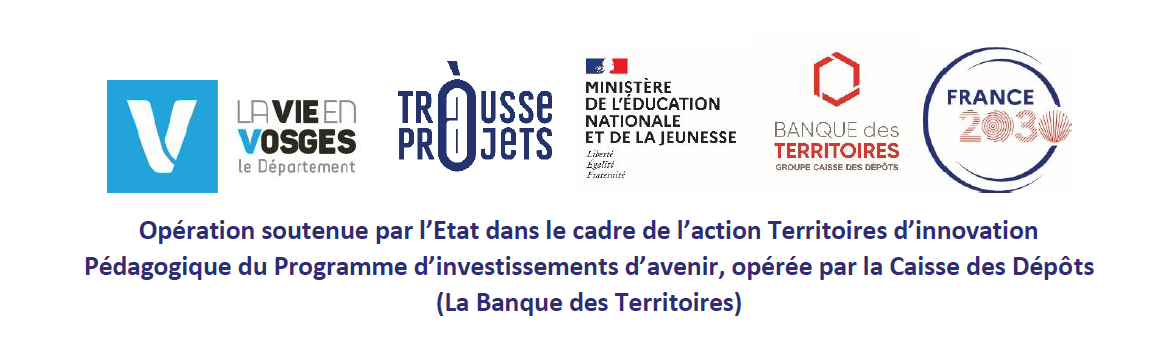 LA VIE EN
VOSGES
le Département
TROUSSE
À PROJETS
MINISTÈRE
DE L'ÉDUCATION
NATIONALE
ET DE LA JEUNESSE
Liberté
Egalité
Fraternité
BANQUE des
TERRITOIRES
GROUPE CAISSE DES DÉPÔTS
FRANCE
2030
Opération soutenue par l'Etat dans le cadre de l'action Territoires d'innovation
Pédagogique du Programme d'investissements d'avenir, opérée par la Caisse des Dépôts
(La Banque des Territoires)